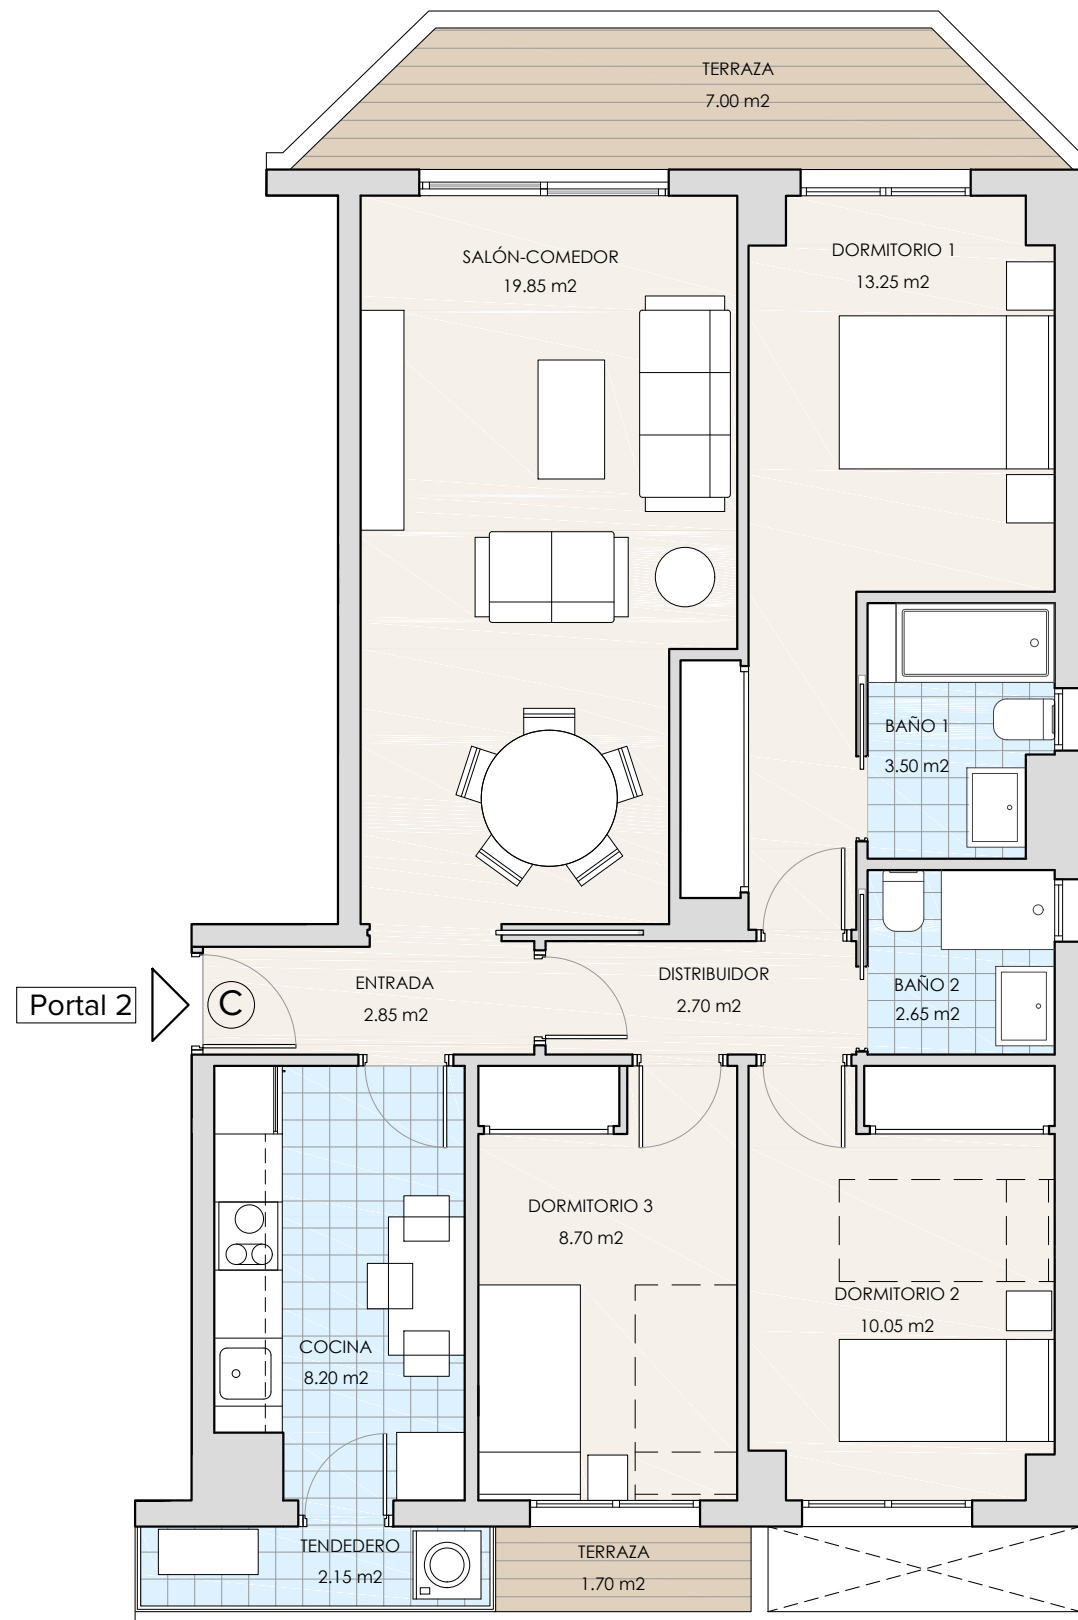 TERRAZA
7.00 m2
SALÓN-COMEDOR
19.85 m2
DORMITORIO 1
13.25 m2
BAÑO 1
3.50 m2
Portal 2
C
ENTRADA
2.85 m2
DISTRIBUIDOR
2.70 m2
BAÑO 2
2.65 m2
DORMITORIO 3
8.70 m2
DORMITORIO 2
10.05 m2
COCINA
8.20 m2
TENDEDERO
2.15 m2
TERRAZA
1.70 m2